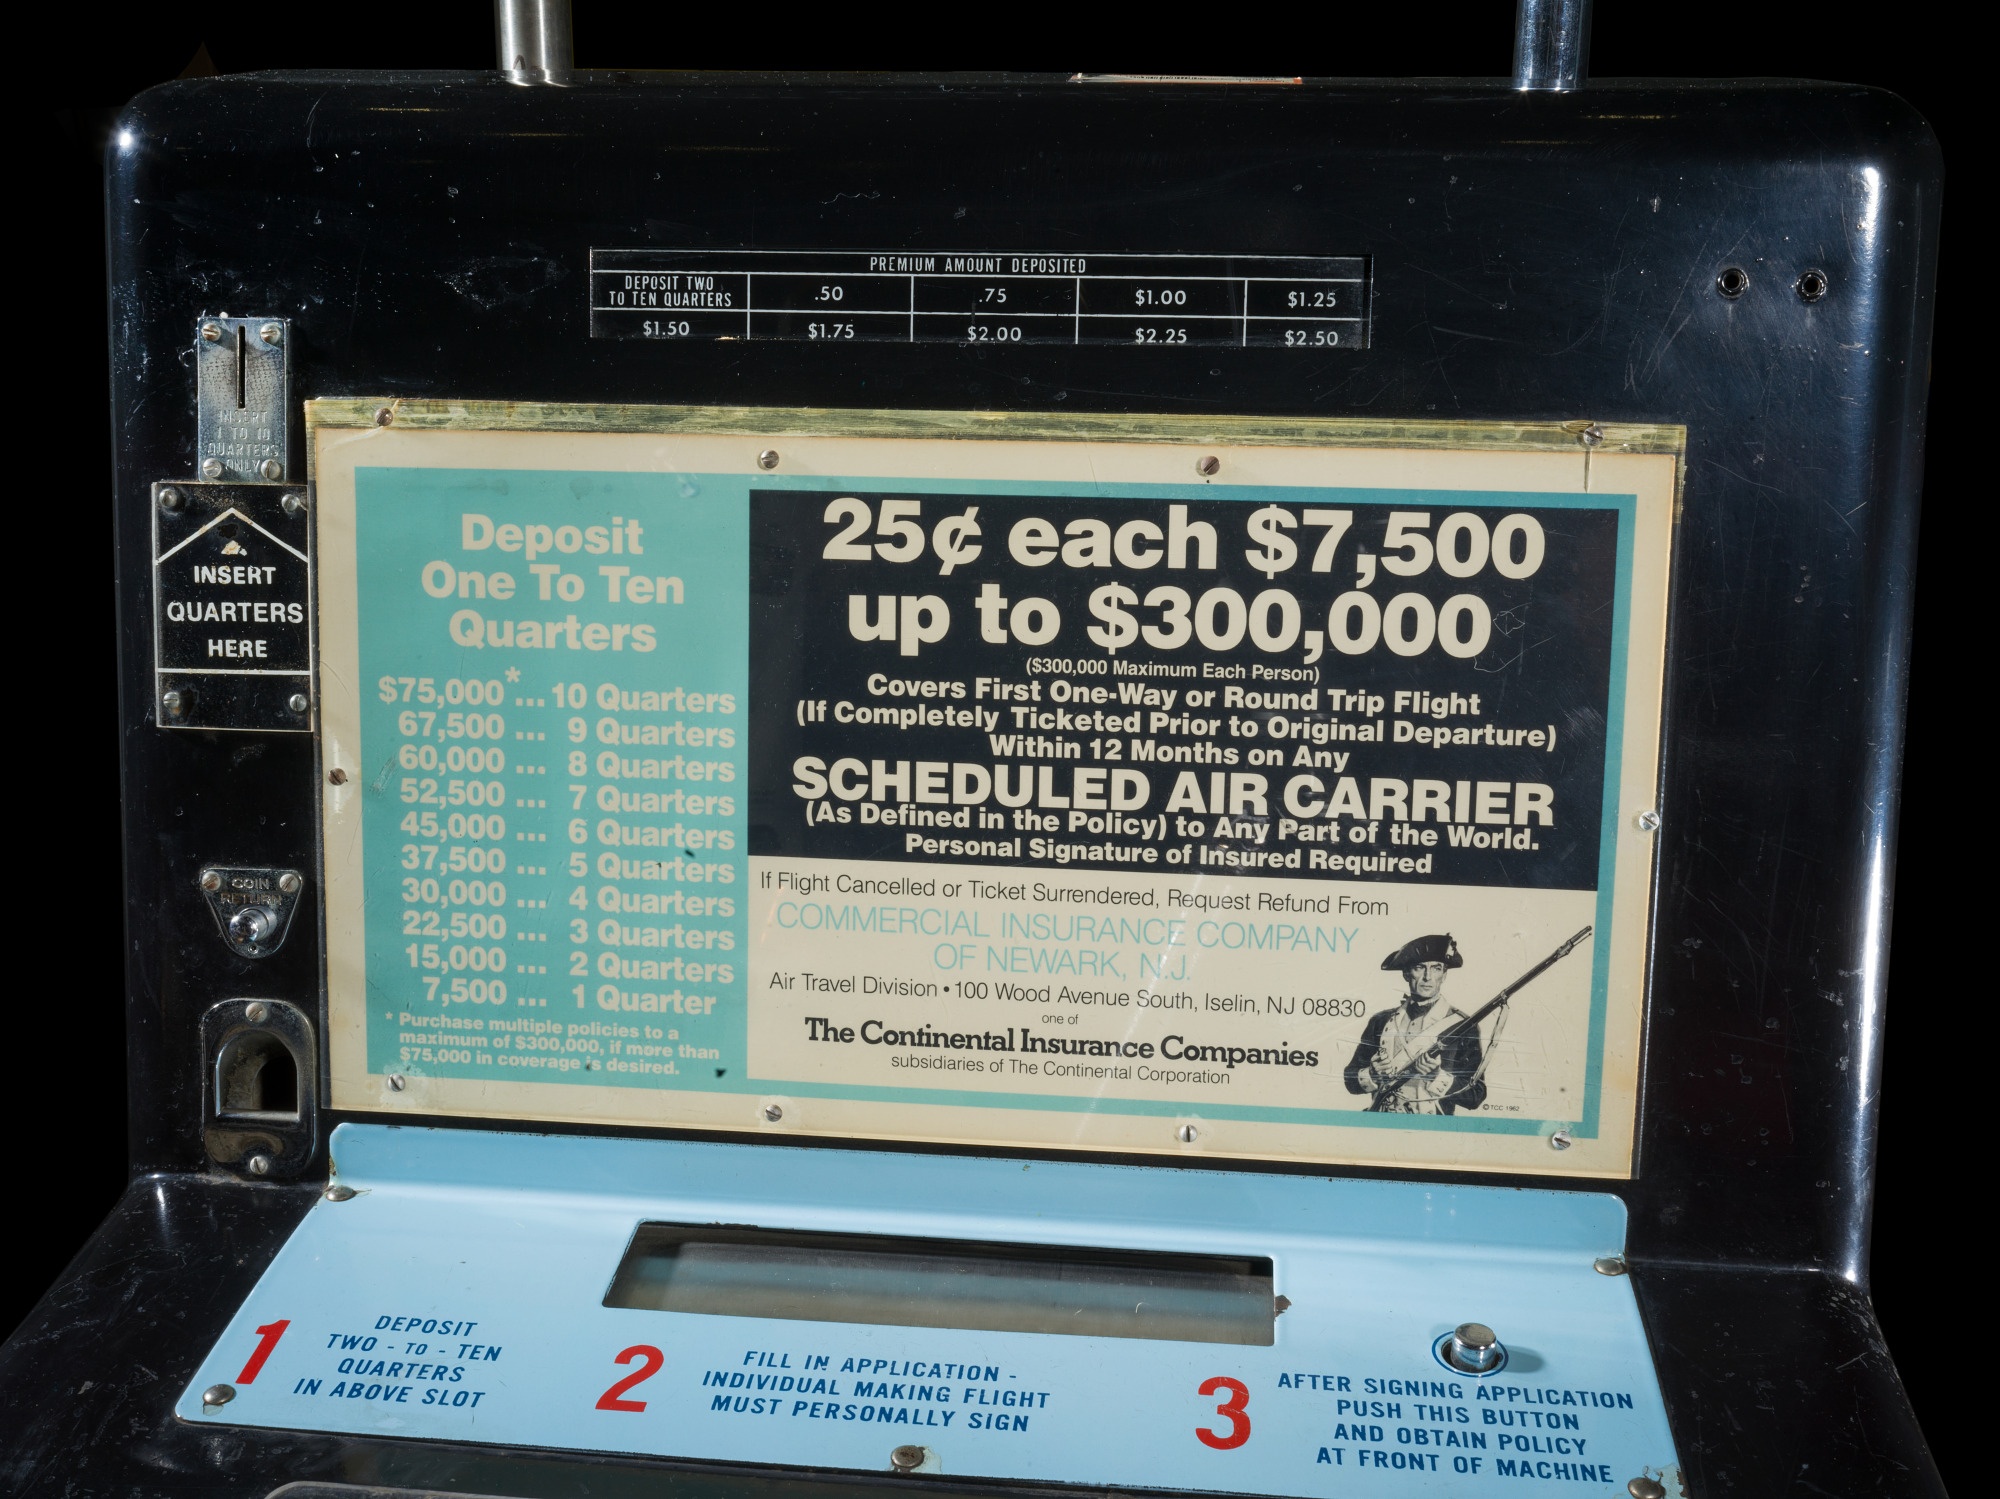 PREMIUM AMOUNT DEPOSITED
DEPOSIT TWO
TO TEN QUARTERS
.50
.75
$1.00
$1.25
$1.50
$1.75
$2.00
$2.25
$2.50
INSERT
1 TO 10
QUARTERS
ONLY
INSERT
QUARTERS
HERE
COIN
RETURN
Deposit
One To Ten
Quarters
$75,000*... 10 Quarters
67,500 ... 9 Quarters
60,000 ... 8 Quarters
52,500 ... 7 Quarters
45,000 ... 6 Quarters
37,500 ... 5 Quarters
30,000 ... 4 Quarters
22,500 ... 3 Quarters
15,000 ... 2 Quarters
7,500 ... 1 Quarter
* Purchase multiple policies to a
maximum of $300,000, if more than
$75,000 in coverage is desired.
25¢ each $7,500
up to $300,000
($300,000 Maximum Each Person)
Covers First One-Way or Round Trip Flight
(If Completely Ticketed Prior to Original Departure)
Within 12 Months on Any
SCHEDULED AIR CARRIER
(As Defined in the Policy) to Any Part of the World.
Personal Signature of Insured Required
If Flight Cancelled or Ticket Surrendered, Request Refund From
COMMERCIAL INSURANCE COMPANY
OF NEWARK, N.J.
Air Travel Division • 100 Wood Avenue South, Iselin, NJ 08830
one of
The Continental Insurance Companies
subsidiaries of The Continental Corporation
© TCC 1962
1
DEPOSIT
TWO - TO - TEN
QUARTERS
IN ABOVE SLOT
2
FILL IN APPLICATION -
INDIVIDUAL MAKING FLIGHT
MUST PERSONALLY SIGN
3
AFTER SIGNING APPLICATION
PUSH THIS BUTTON
AND OBTAIN POLICY
AT FRONT OF MACHINE